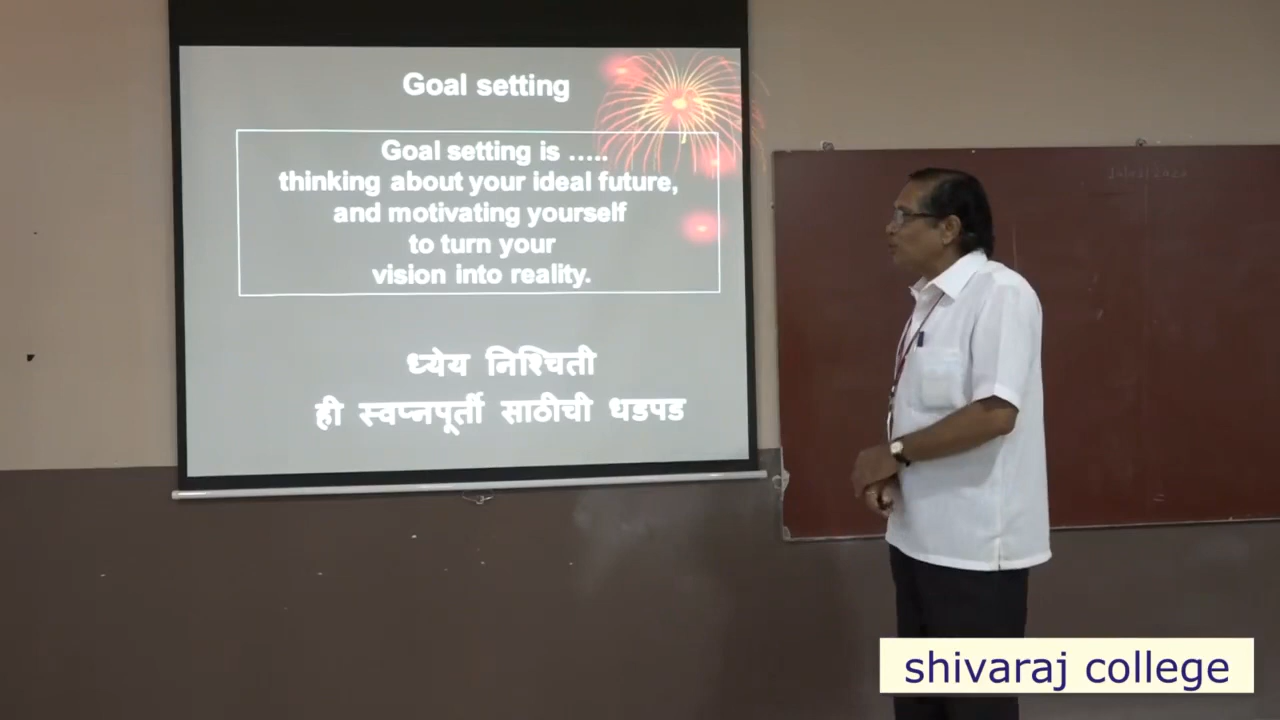 Goal setting
Goal setting is .....
thinking about your ideal future,
and motivating yourself
to turn your
vision into reality.
ध्येय निश्चिती
ही स्वप्नपूर्ती साठीची धडपड
shivaraj college